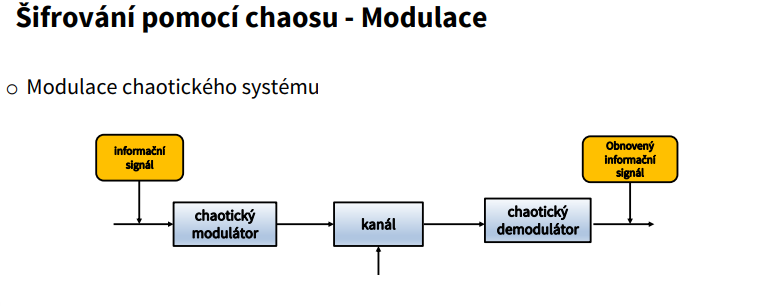 Šifrování pomocí chaosu - Modulace
Modulace chaotického systému
informační
signál
Obnovený
informační
signál
chaotický
modulátor
kanál
chaotický
demodulátor